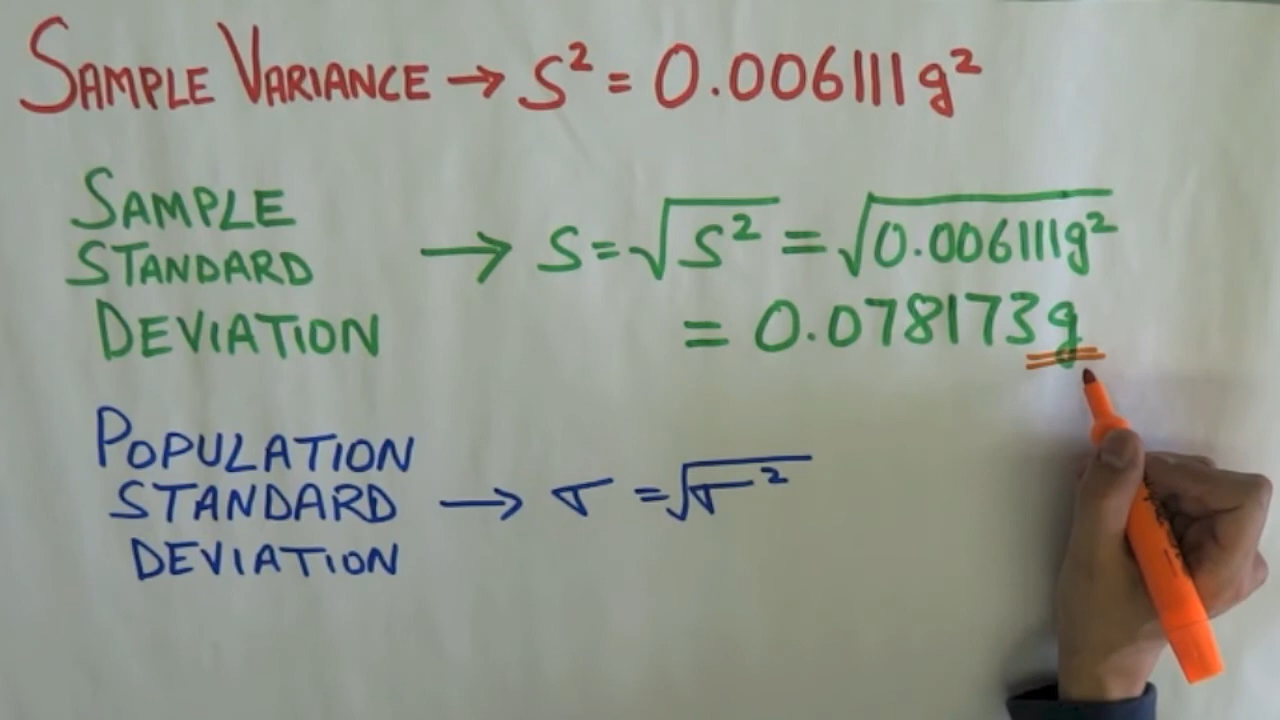 SAMPLE VARIANCE → S² = 0.006111g²
SAMPLE
STANDARD
DEVIATION
→ S = √S² = √0.006111g²
= 0.078173g
POPULATION
STANDARD
DEVIATION
→ σ = √σ²